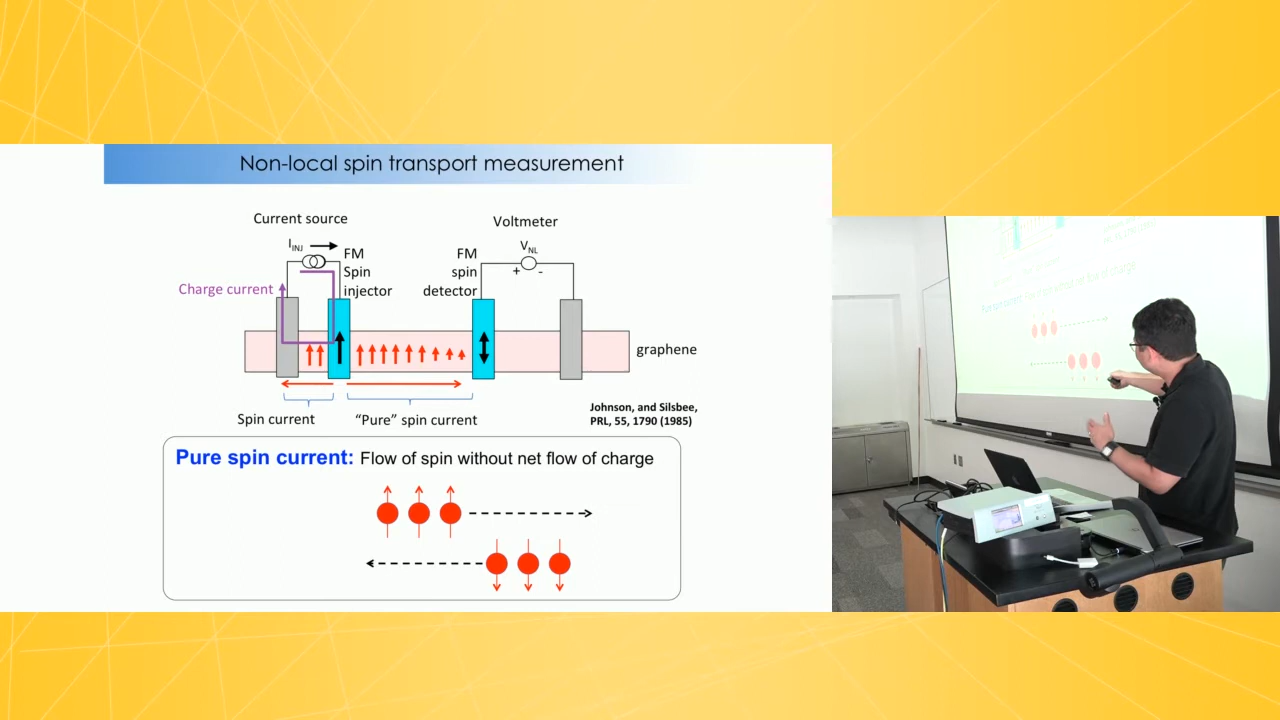 Non-local spin transport measurement
Current source
Voltmeter
I_INJ
V_NL
+ -
FM
Spin
injector
FM
spin
detector
Charge current
graphene
Spin current
“Pure” spin current
Johnson, and Silsbee,
PRL, 55, 1790 (1985)
Pure spin current: Flow of spin without net flow of charge